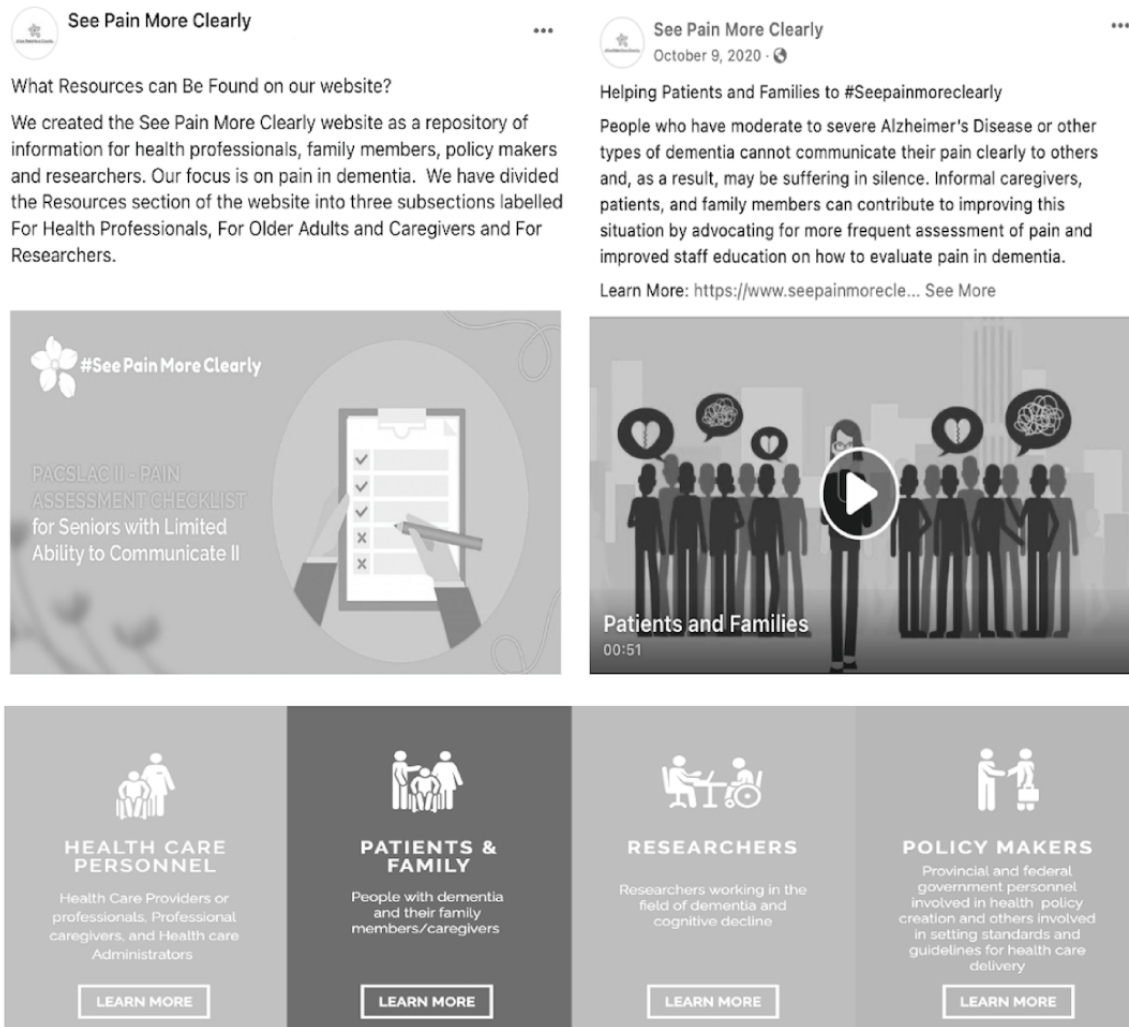 See Pain More Clearly
What Resources can Be Found on our website?
We created the See Pain More Clearly website as a repository of
information for health professionals, family members, policy makers
and researchers. Our focus is on pain in dementia.  We have divided
the Resources section of the website into three subsections labelled
For Health Professionals, For Older Adults and Caregivers and For
Researchers.
#See Pain More Clearly
PACSLAC II - PAIN
ASSESSMENT CHECKLIST
for Seniors with Limited
Ability to Communicate II
See Pain More Clearly
October 9, 2020 ·
Helping Patients and Families to #Seepainmoreclearly
People who have moderate to severe Alzheimer's Disease or other
types of dementia cannot communicate their pain clearly to others
and, as a result, may be suffering in silence. Informal caregivers,
patients, and family members can contribute to improving this
situation by advocating for more frequent assessment of pain and
improved staff education on how to evaluate pain in dementia.
Learn More: https://www.seepainmorecle... See More
Patients and Families
00:51
HEALTH CARE
PERSONNEL
Health Care Providers or
professionals, Professional
caregivers, and Health care
Administrators
LEARN MORE
PATIENTS &
FAMILY
People with dementia
and their family
members/caregivers
LEARN MORE
RESEARCHERS
Researchers working in the
field of dementia and
cognitive decline
LEARN MORE
POLICY MAKERS
Provincial and federal
government personnel
involved in health policy
creation and others involved
in setting standards and
guidelines for health care
delivery
LEARN MORE